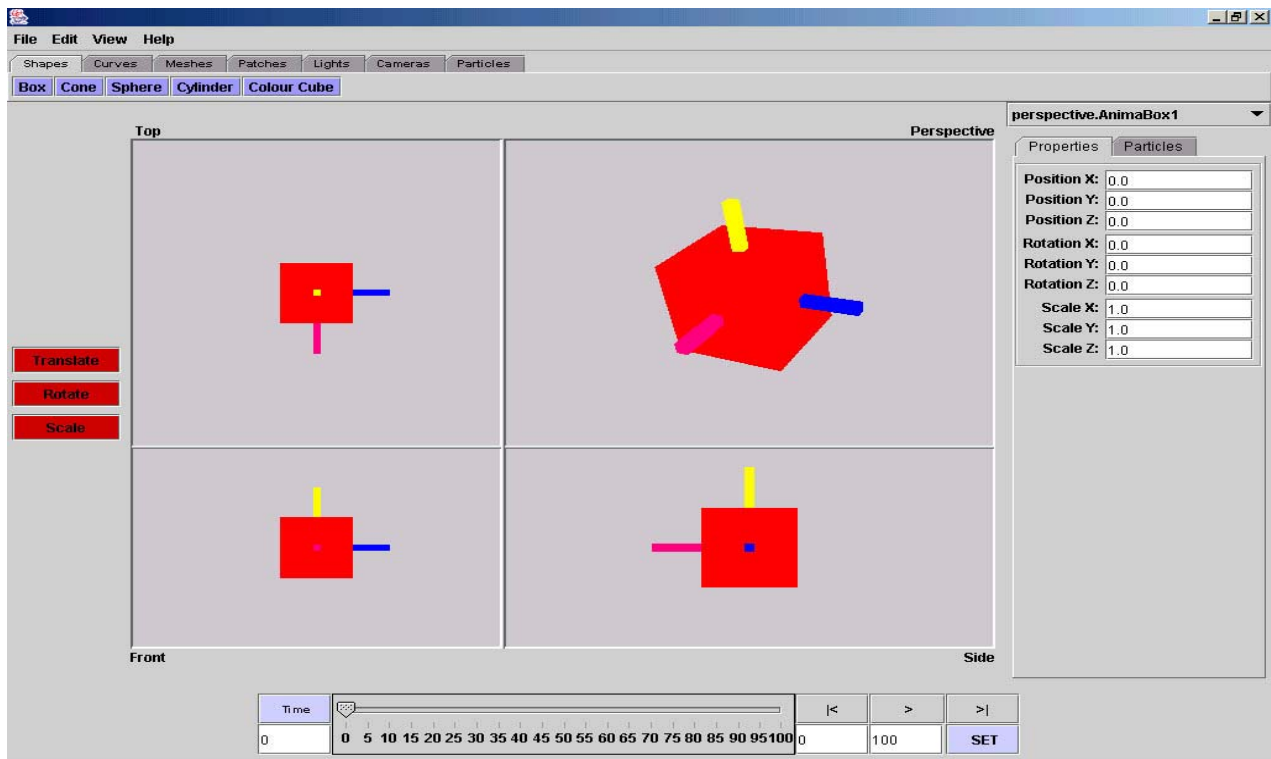 File Edit View Help
Shapes Curves Meshes Patches Lights Cameras Particles
Box Cone Sphere Cylinder Colour Cube
perspective.AnimaBox1
Top Perspective
Properties Particles
Position X: 0.0
Position Y: 0.0
Position Z: 0.0
Rotation X: 0.0
Rotation Y: 0.0
Rotation Z: 0.0
Scale X: 1.0
Scale Y: 1.0
Scale Z: 1.0
Translate
Rotate
Scale
Front Side
Time |< > >|
0 0 5 10 15 20 25 30 35 40 45 50 55 60 65 70 75 80 85 90 95 100 0 100 SET